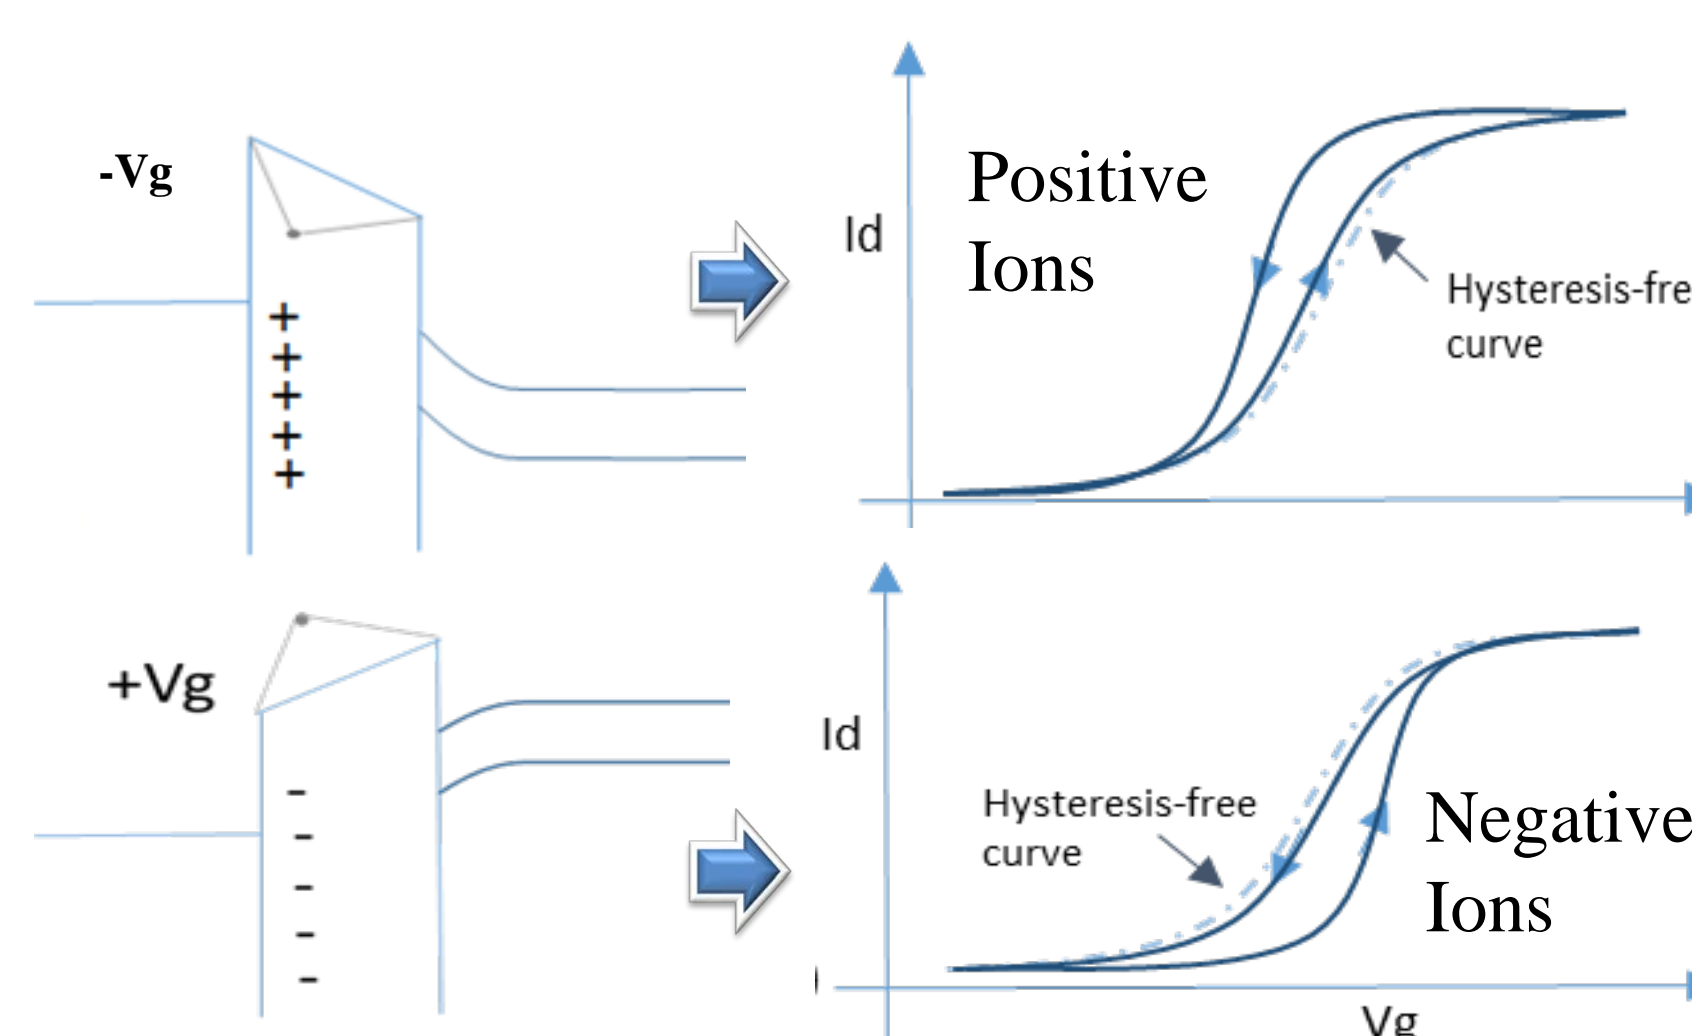 -Vg
+
+
+
+
+
Id
Positive
Ions
Hysteresis-fre
curve
+Vg
-
-
-
-
-
Id
Hysteresis-free
curve
Negative
Ions
Vg